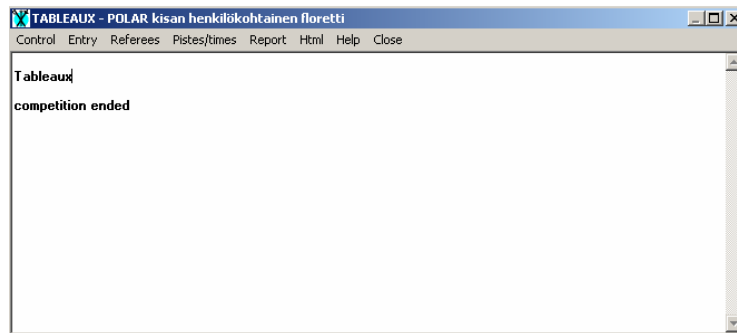 TABLEAUX - POLAR kisan henkilökohtainen floretti
Control Entry Referees Pistes/times Report Html Help Close
Tableaux
competition ended